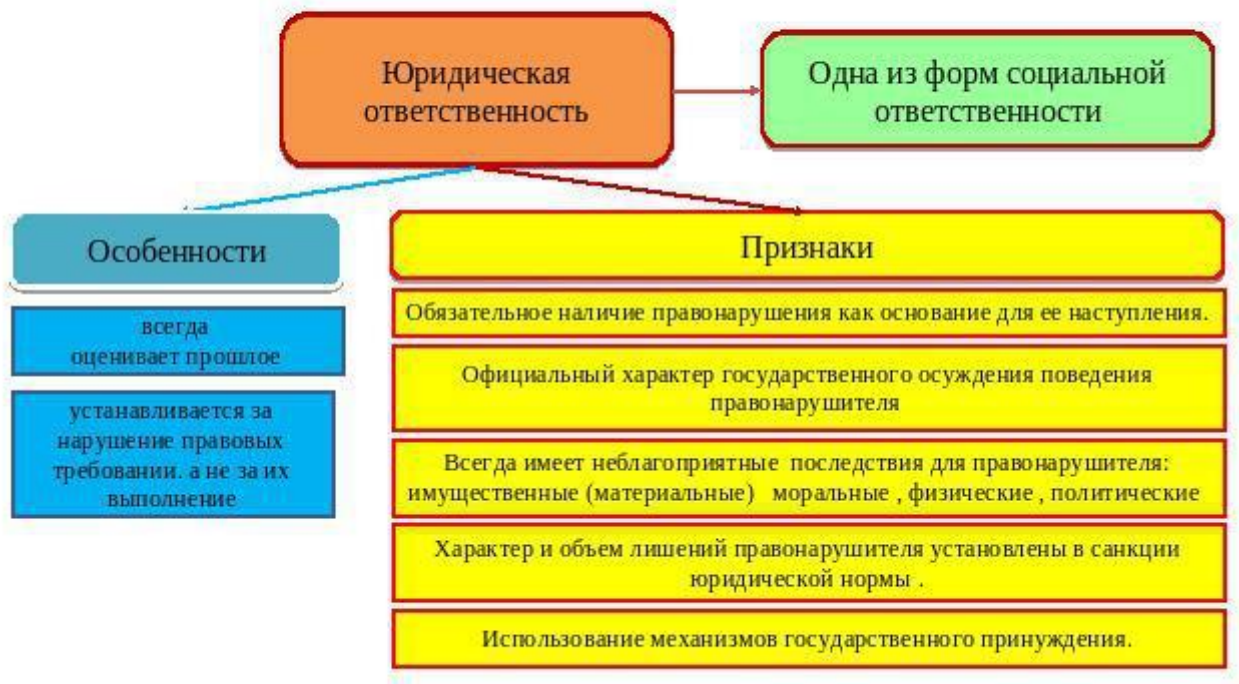 Юридическая
ответственность
Одна из форм социальной
ответственности
Особенности
всегда
оценивает прошлое
устанавливается за
нарушение правовых
требовании. а не за их
выполнение
Признаки
Обязательное наличие правонарушения как основание для ее наступления.
Официальный характер государственного осуждения поведения
правонарушителя
Всегда имеет неблагоприятные последствия для правонарушителя:
имущественные (материальные) моральные , физические , политические
Характер и объем лишений правонарушителя установлены в санкции
юридической нормы .
Использование механизмов государственного принуждения.